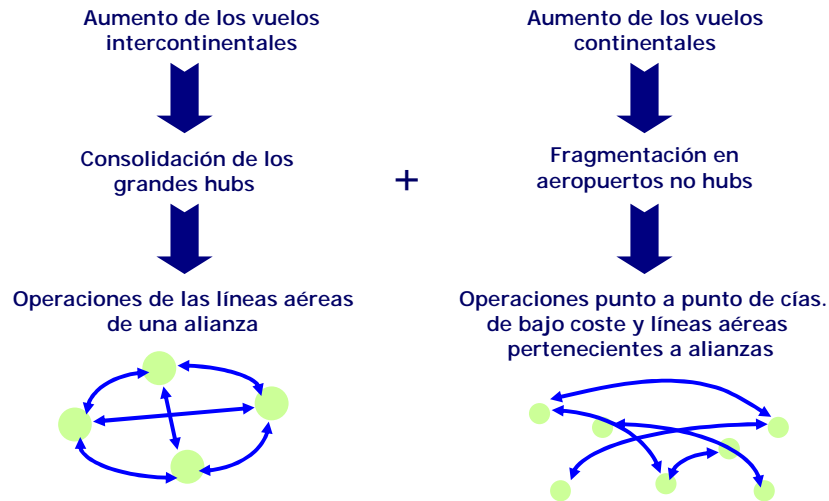 Aumento de los vuelos
intercontinentales
Consolidación de los
grandes hubs
Operaciones de las líneas aéreas
de una alianza
+
Aumento de los vuelos
continentales
Fragmentación en
aeropuertos no hubs
Operaciones punto a punto de cías.
de bajo coste y líneas aéreas
pertenecientes a alianzas